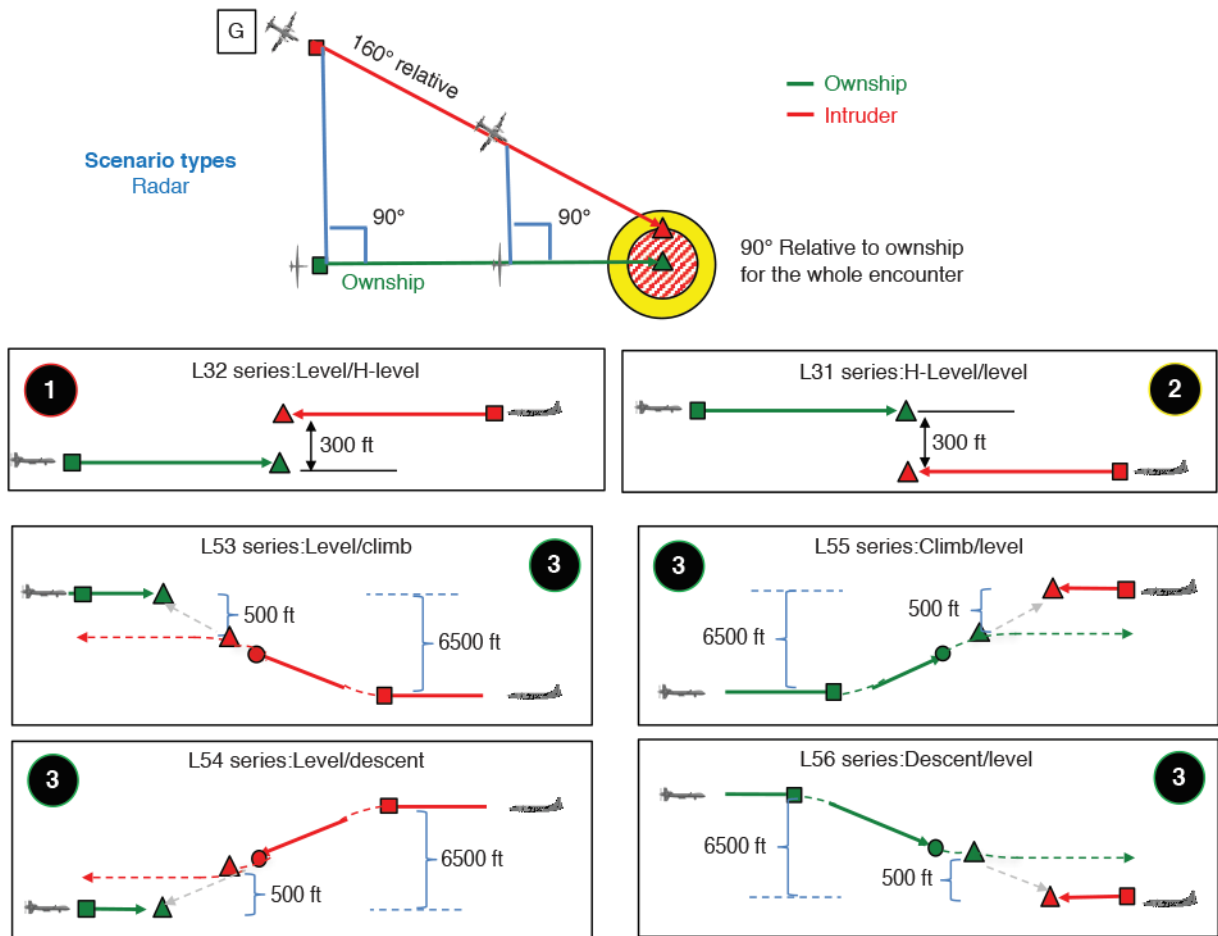 G
160° relative
Ownship
Intruder
Scenario types
Radar
90°
90°
Ownship
90° Relative to ownship
for the whole encounter
1
L32 series:Level/H-level
300 ft
L31 series:H-Level/level
2
300 ft
L53 series:Level/climb
3
500 ft
6500 ft
3
L55 series:Climb/level
500 ft
6500 ft
3
L54 series:Level/descent
6500 ft
500 ft
L56 series:Descent/level
3
6500 ft
500 ft